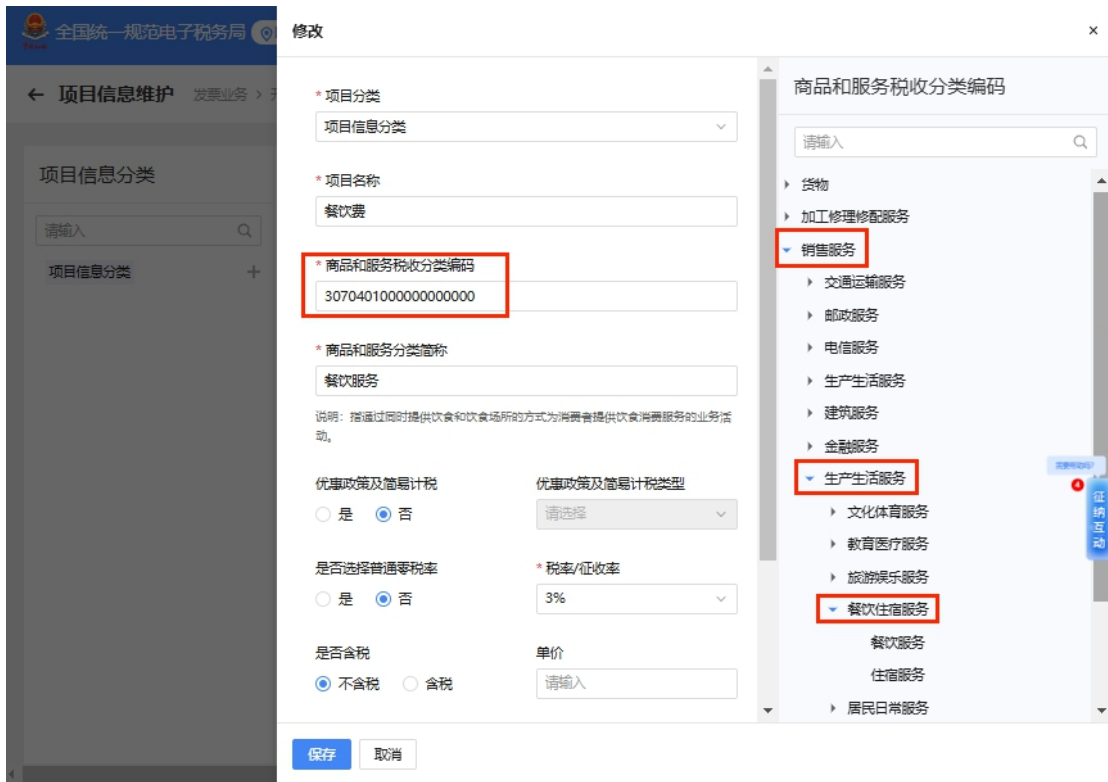 全国统一规范电子税务局
项目信息维护 发票业务 >
项目信息分类
请输入
项目信息分类
修改
* 项目分类
项目信息分类
* 项目名称
餐饮费
* 商品和服务税收分类编码
3070401000000000000
* 商品和服务分类简称
餐饮服务
说明：指通过同时提供饮食和饮食场所的方式为消费者提供饮食消费服务的业务活
动。
优惠政策及简易计税 优惠政策及简易计税类型
是 否 请选择
是否选择普通零税率 * 税率/征收率
是 否 3%
是否含税 单价
不含税 含税 请输入
保存 取消
商品和服务税收分类编码
请输入
货物
加工修理修配服务
销售服务
交通运输服务
邮政服务
电信服务
生产生活服务
建筑服务
金融服务
生产生活服务
文化体育服务
教育医疗服务
旅游娱乐服务
餐饮住宿服务
餐饮服务
住宿服务
居民日常服务
需要帮助吗?
4
征纳互动